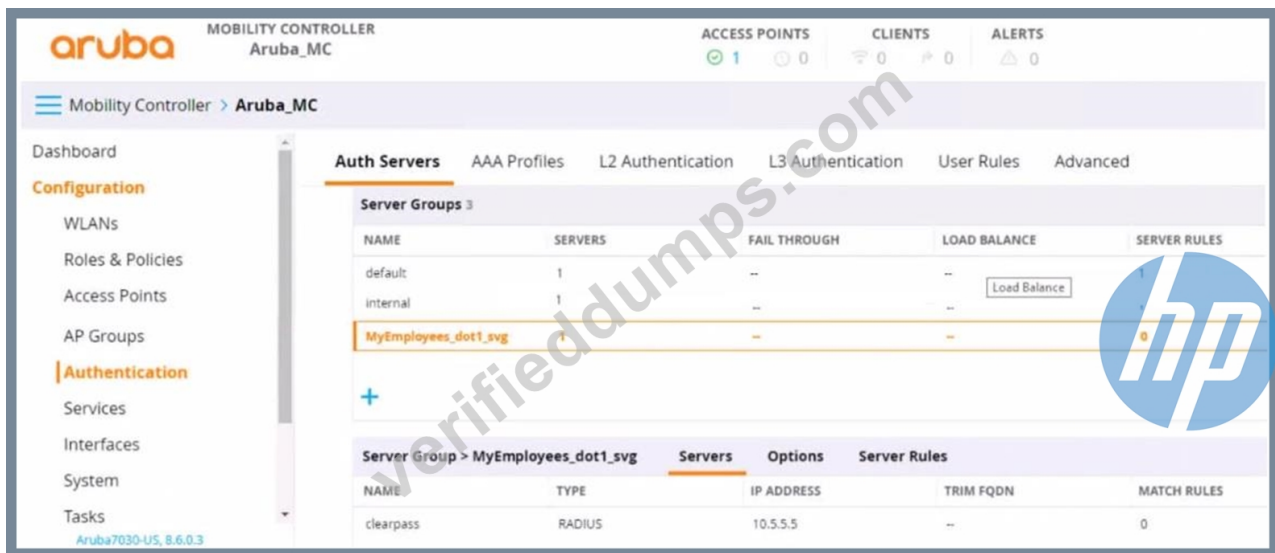 aruba
MOBILITY CONTROLLER
Aruba_MC
ACCESS POINTS CLIENTS ALERTS
1 0 0 0 0
Mobility Controller > Aruba_MC
Dashboard
Configuration
WLANs
Roles & Policies
Access Points
AP Groups
Authentication
Services
Interfaces
System
Tasks
Aruba7030-US, 8.6.0.3
Auth Servers AAA Profiles L2 Authentication L3 Authentication User Rules Advanced
Server Groups 3
NAME SERVERS FAIL THROUGH LOAD BALANCE SERVER RULES
default 1 -- -- 1
internal 1 -- --
Load Balance
MyEmployees_dot1_svg 1 -- -- 0
+
Server Group > MyEmployees_dot1_svg Servers Options Server Rules
NAME TYPE IP ADDRESS TRIM FQDN MATCH RULES
clearpass RADIUS 10.5.5.5 -- 0
verifieddumps.com
hp